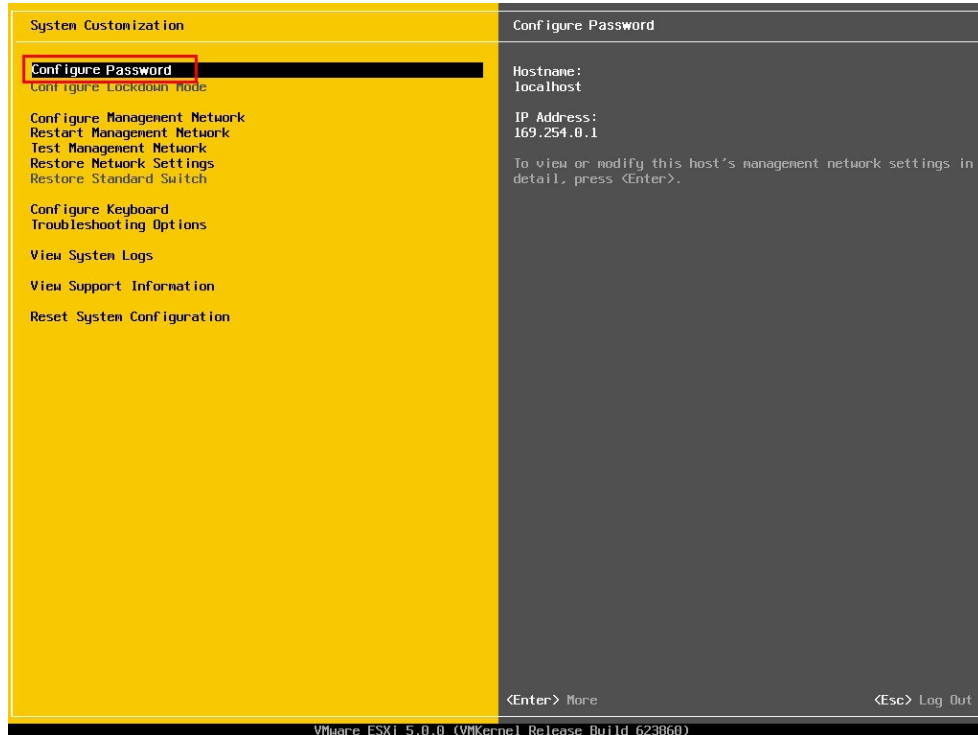 System Customization
Configure Password
Configure Lockdown Mode
Configure Management Network
Restart Management Network
Test Management Network
Restore Network Settings
Restore Standard Switch
Configure Keyboard
Troubleshooting Options
View System Logs
View Support Information
Reset System Configuration
Configure Password
Hostname:
localhost
IP Address:
169.254.0.1
To view or modify this host's management network settings in
detail, press <Enter>.
<Enter> More
<Esc> Log Out
VMware ESXi 5.0.0 (VMKernel Release Build 623860)